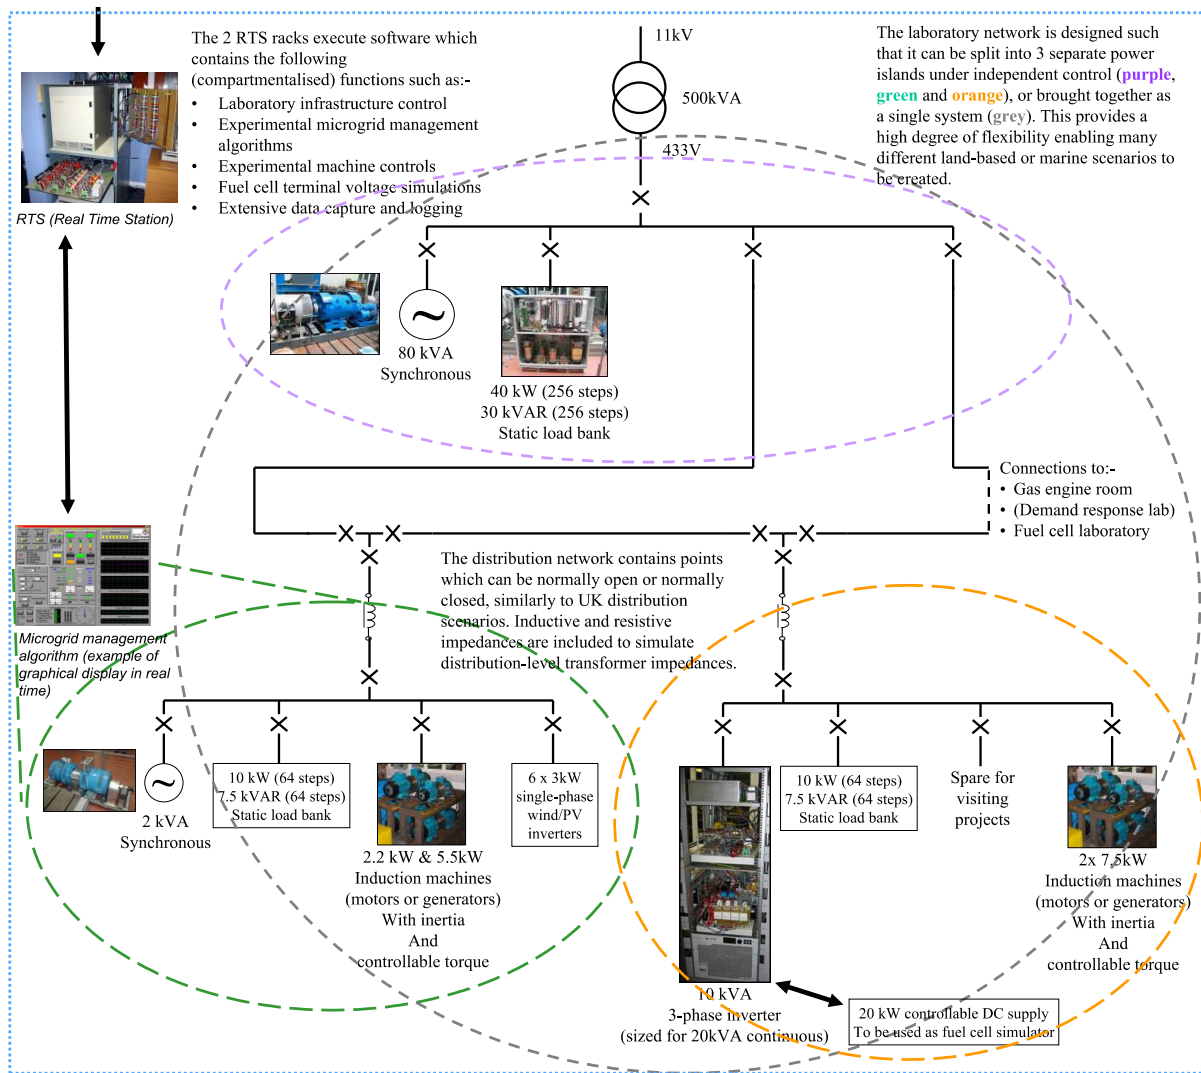 The 2 RTS racks execute software which
contains the following
(compartmentalised) functions such as:-
• Laboratory infrastructure control
• Experimental microgrid management
algorithms
• Experimental machine controls
• Fuel cell terminal voltage simulations
• Extensive data capture and logging
RTS (Real Time Station)
11kV
500kVA
433V
The laboratory network is designed such
that it can be split into 3 separate power
islands under independent control (purple,
green and orange), or brought together as
a single system (grey). This provides a
high degree of flexibility enabling many
different land-based or marine scenarios to
be created.
~
80 kVA
Synchronous
40 kW (256 steps)
30 kVAR (256 steps)
Static load bank
Connections to:-
• Gas engine room
• (Demand response lab)
• Fuel cell laboratory
The distribution network contains points
which can be normally open or normally
closed, similarly to UK distribution
scenarios. Inductive and resistive
impedances are included to simulate
distribution-level transformer impedances.
Microgrid management
algorithm (example of
graphical display in real
time)
~
2 kVA
Synchronous
10 kW (64 steps)
7.5 kVAR (64 steps)
Static load bank
2.2 kW & 5.5kW
Induction machines
(motors or generators)
With inertia
And
controllable torque
6 x 3kW
single-phase
wind/PV
inverters
10 kVA
3-phase inverter
(sized for 20kVA continuous)
10 kW (64 steps)
7.5 kVAR (64 steps)
Static load bank
Spare for
visiting
projects
2x 7.5kW
Induction machines
(motors or generators)
With inertia
And
controllable torque
20 kW controllable DC supply
To be used as fuel cell simulator